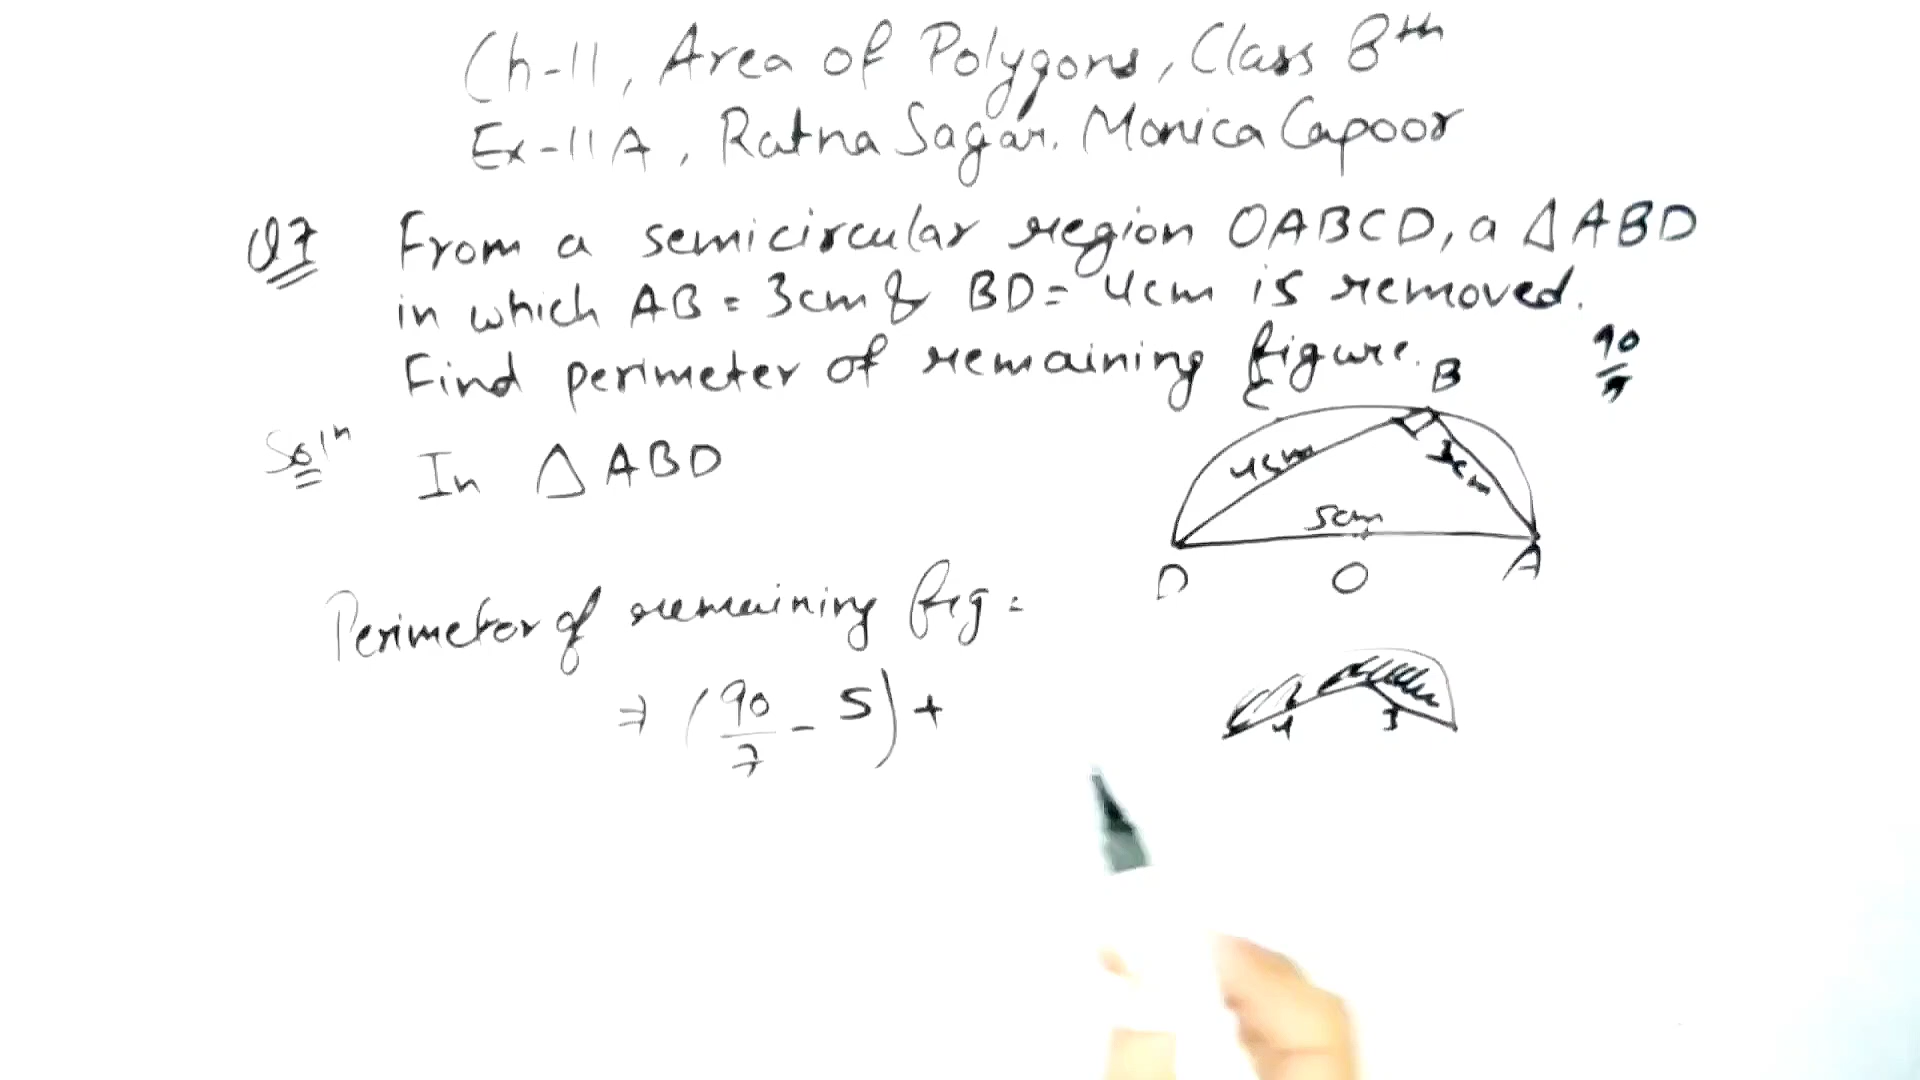 Ch-11, Area of Polygons, Class 8th
Ex-11A, Ratna Sagar. Monica Capoor
Q7 From a semicircular region OABCD, a △ABD
in which AB = 3cm & BD = 4cm is removed.
Find perimeter of remaining figure.
90
C B
Soln In △ABD
4cm 3cm
5cm
D O A
Perimeter of remaining fig =
⇒ (90/7 - 5) +
4 3